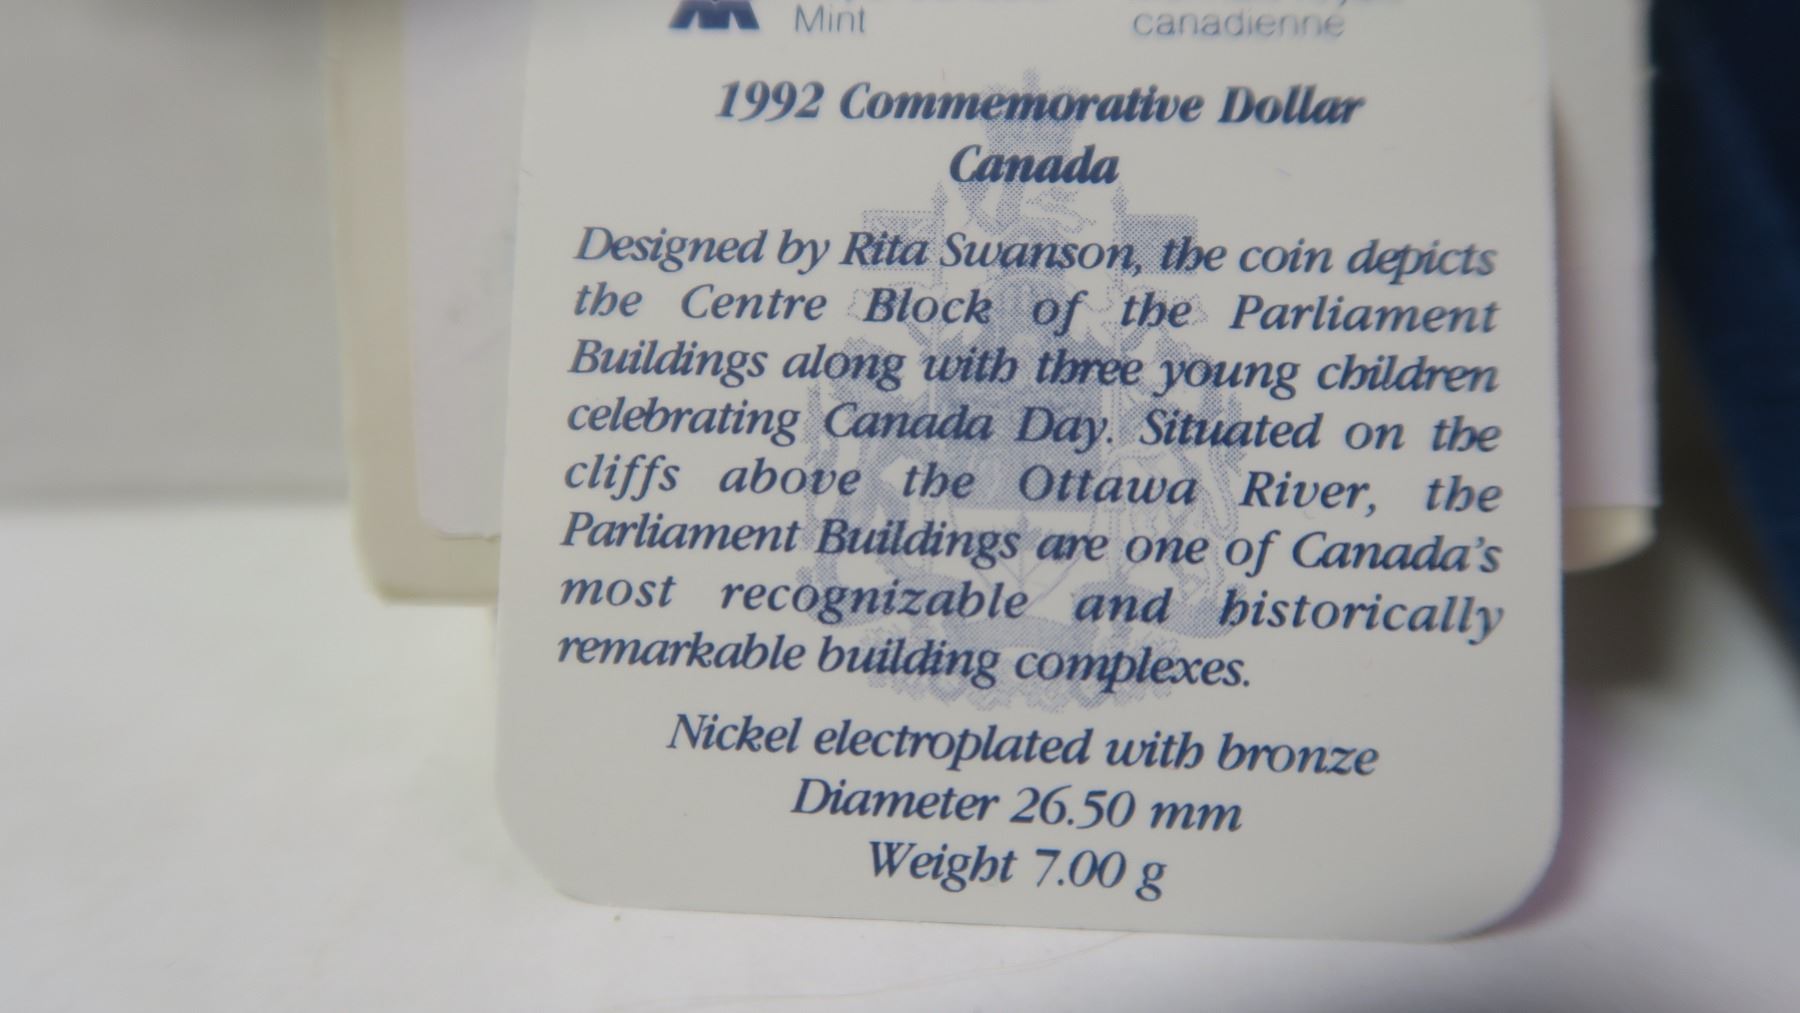 Mint canadienne
1992 Commemorative Dollar
Canada
Designed by Rita Swanson, the coin depicts
the Centre Block of the Parliament
Buildings along with three young children
celebrating Canada Day. Situated on the
cliffs above the Ottawa River, the
Parliament Buildings are one of Canada's
most recognizable and historically
remarkable building complexes.
Nickel electroplated with bronze
Diameter 26.50 mm
Weight 7.00 g